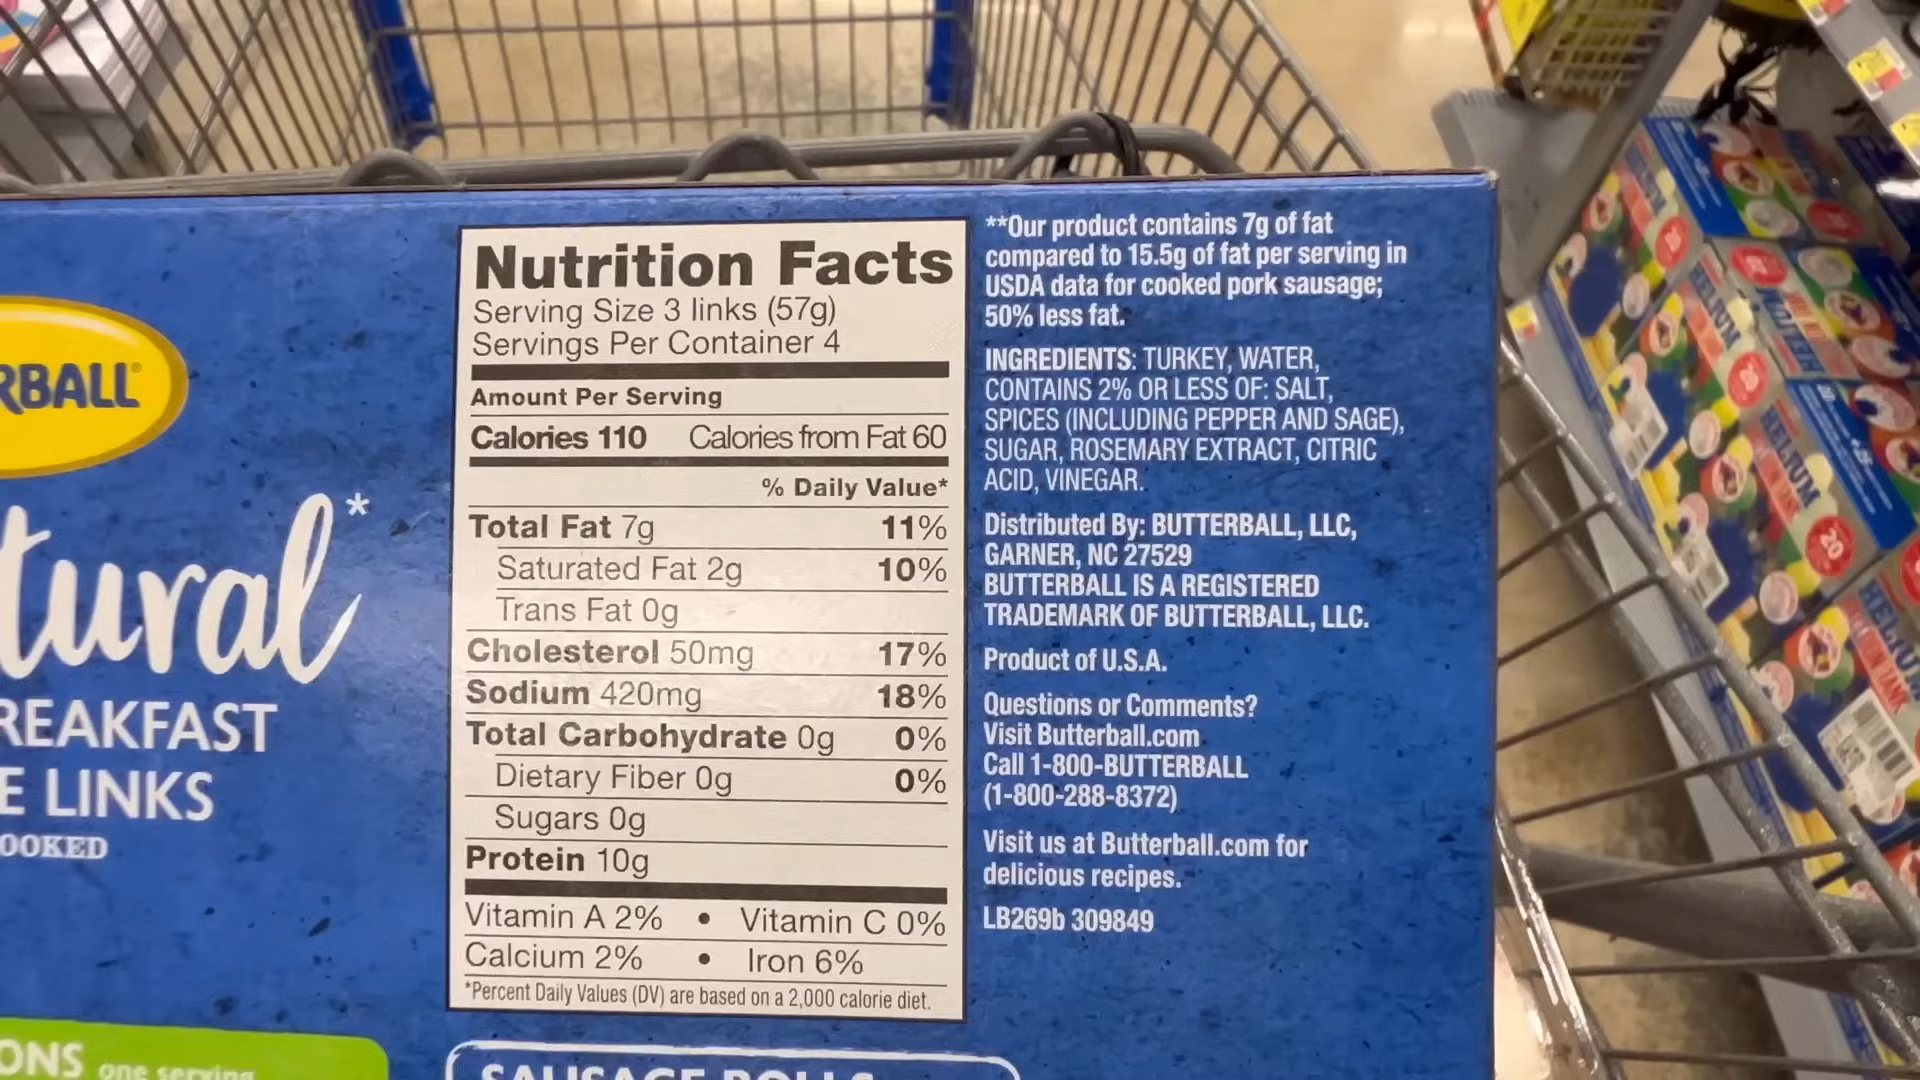 RBALL®
tural*
REAKFAST
E LINKS
OOKED
ONS one serving
Nutrition Facts
Serving Size 3 links (57g)
Servings Per Container 4
Amount Per Serving
Calories 110 Calories from Fat 60
% Daily Value*
Total Fat 7g 11%
Saturated Fat 2g 10%
Trans Fat 0g
Cholesterol 50mg 17%
Sodium 420mg 18%
Total Carbohydrate 0g 0%
Dietary Fiber 0g 0%
Sugars 0g
Protein 10g
Vitamin A 2% • Vitamin C 0%
Calcium 2% • Iron 6%
*Percent Daily Values (DV) are based on a 2,000 calorie diet.
SAUSAGE ROLLS
**Our product contains 7g of fat
compared to 15.5g of fat per serving in
USDA data for cooked pork sausage;
50% less fat.
INGREDIENTS: TURKEY, WATER,
CONTAINS 2% OR LESS OF: SALT,
SPICES (INCLUDING PEPPER AND SAGE),
SUGAR, ROSEMARY EXTRACT, CITRIC
ACID, VINEGAR.
Distributed By: BUTTERBALL, LLC,
GARNER, NC 27529
BUTTERBALL IS A REGISTERED
TRADEMARK OF BUTTERBALL, LLC.
Product of U.S.A.
Questions or Comments?
Visit Butterball.com
Call 1-800-BUTTERBALL
(1-800-288-8372)
Visit us at Butterball.com for
delicious recipes.
LB269b 309849
HELIUM
20